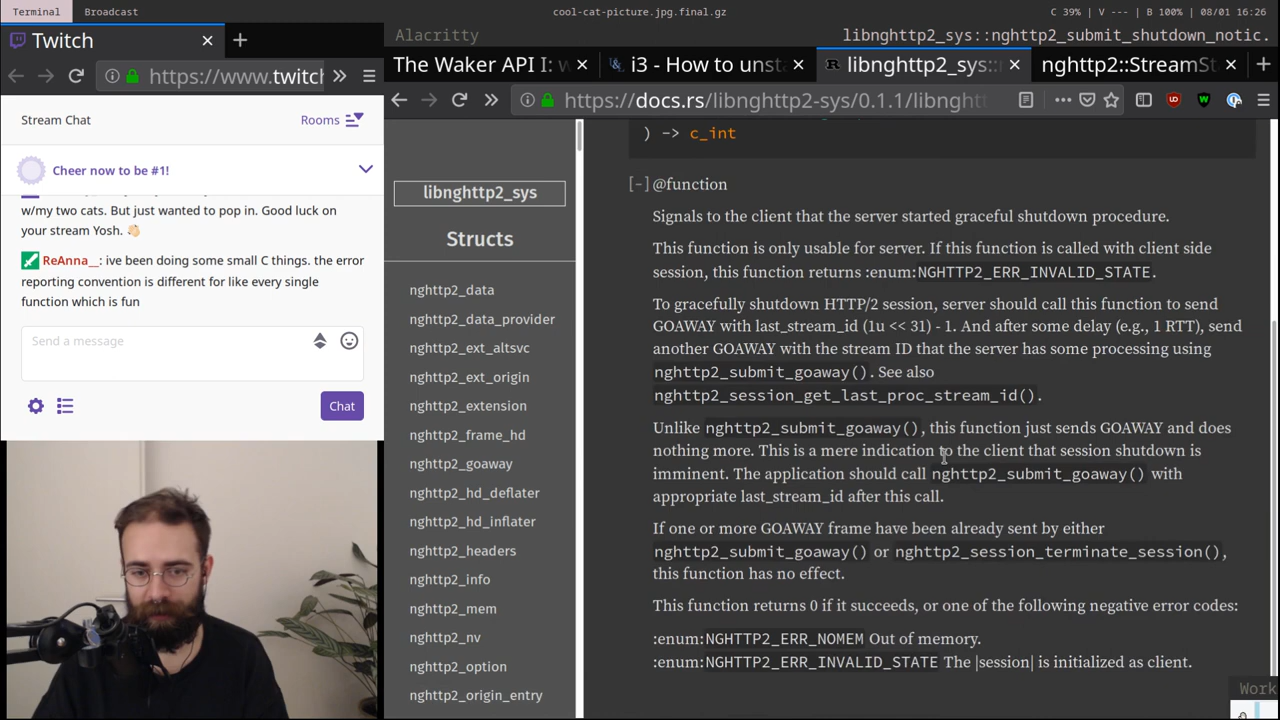 Terminal Broadcast cool-cat-picture.jpg.final.gz C 39% | V --- | B 100% | 08/01 16:26
Twitch
https://www.twitch
Stream Chat
Rooms
Cheer now to be #1!
w/my two cats. But just wanted to pop in. Good luck on
your stream Yosh.
ReAnna__: ive been doing some small C things. the error
reporting convention is different for like every single
function which is fun
Send a message
Chat
Alacritty libnghttp2_sys::nghttp2_submit_shutdown_notic.
The Waker API I: w i3 - How to unsta libnghttp2_sys:: nghttp2::StreamSt
https://docs.rs/libnghttp2-sys/0.1.1/libnghtt
libnghttp2_sys
Structs
nghttp2_data
nghttp2_data_provider
nghttp2_ext_altsvc
nghttp2_ext_origin
nghttp2_extension
nghttp2_frame_hd
nghttp2_goaway
nghttp2_hd_deflater
nghttp2_hd_inflater
nghttp2_headers
nghttp2_info
nghttp2_mem
nghttp2_nv
nghttp2_option
nghttp2_origin_entry
) -> c_int
[-] @function
Signals to the client that the server started graceful shutdown procedure.
This function is only usable for server. If this function is called with client side
session, this function returns :enum:NGHTTP2_ERR_INVALID_STATE.
To gracefully shutdown HTTP/2 session, server should call this function to send
GOAWAY with last_stream_id (1u << 31) - 1. And after some delay (e.g., 1 RTT), send
another GOAWAY with the stream ID that the server has some processing using
nghttp2_submit_goaway(). See also
nghttp2_session_get_last_proc_stream_id().
Unlike nghttp2_submit_goaway(), this function just sends GOAWAY and does
nothing more. This is a mere indication to the client that session shutdown is
imminent. The application should call nghttp2_submit_goaway() with
appropriate last_stream_id after this call.
If one or more GOAWAY frame have been already sent by either
nghttp2_submit_goaway() or nghttp2_session_terminate_session(),
this function has no effect.
This function returns 0 if it succeeds, or one of the following negative error codes:
:enum:NGHTTP2_ERR_NOMEM Out of memory.
:enum:NGHTTP2_ERR_INVALID_STATE The |session| is initialized as client.
Work